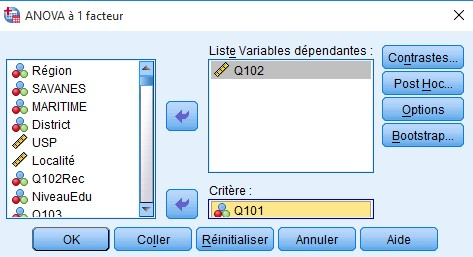 ANOVA à 1 facteur
Liste Variables dépendantes :
Région
SAVANES
MARITIME
District
USP
Localité
Q102Rec
NiveauEdu
Q103
Q102
Contrastes...
Post Hoc...
Options
Bootstrap...
Critère :
Q101
OK
Coller
Réinitialiser
Annuler
Aide